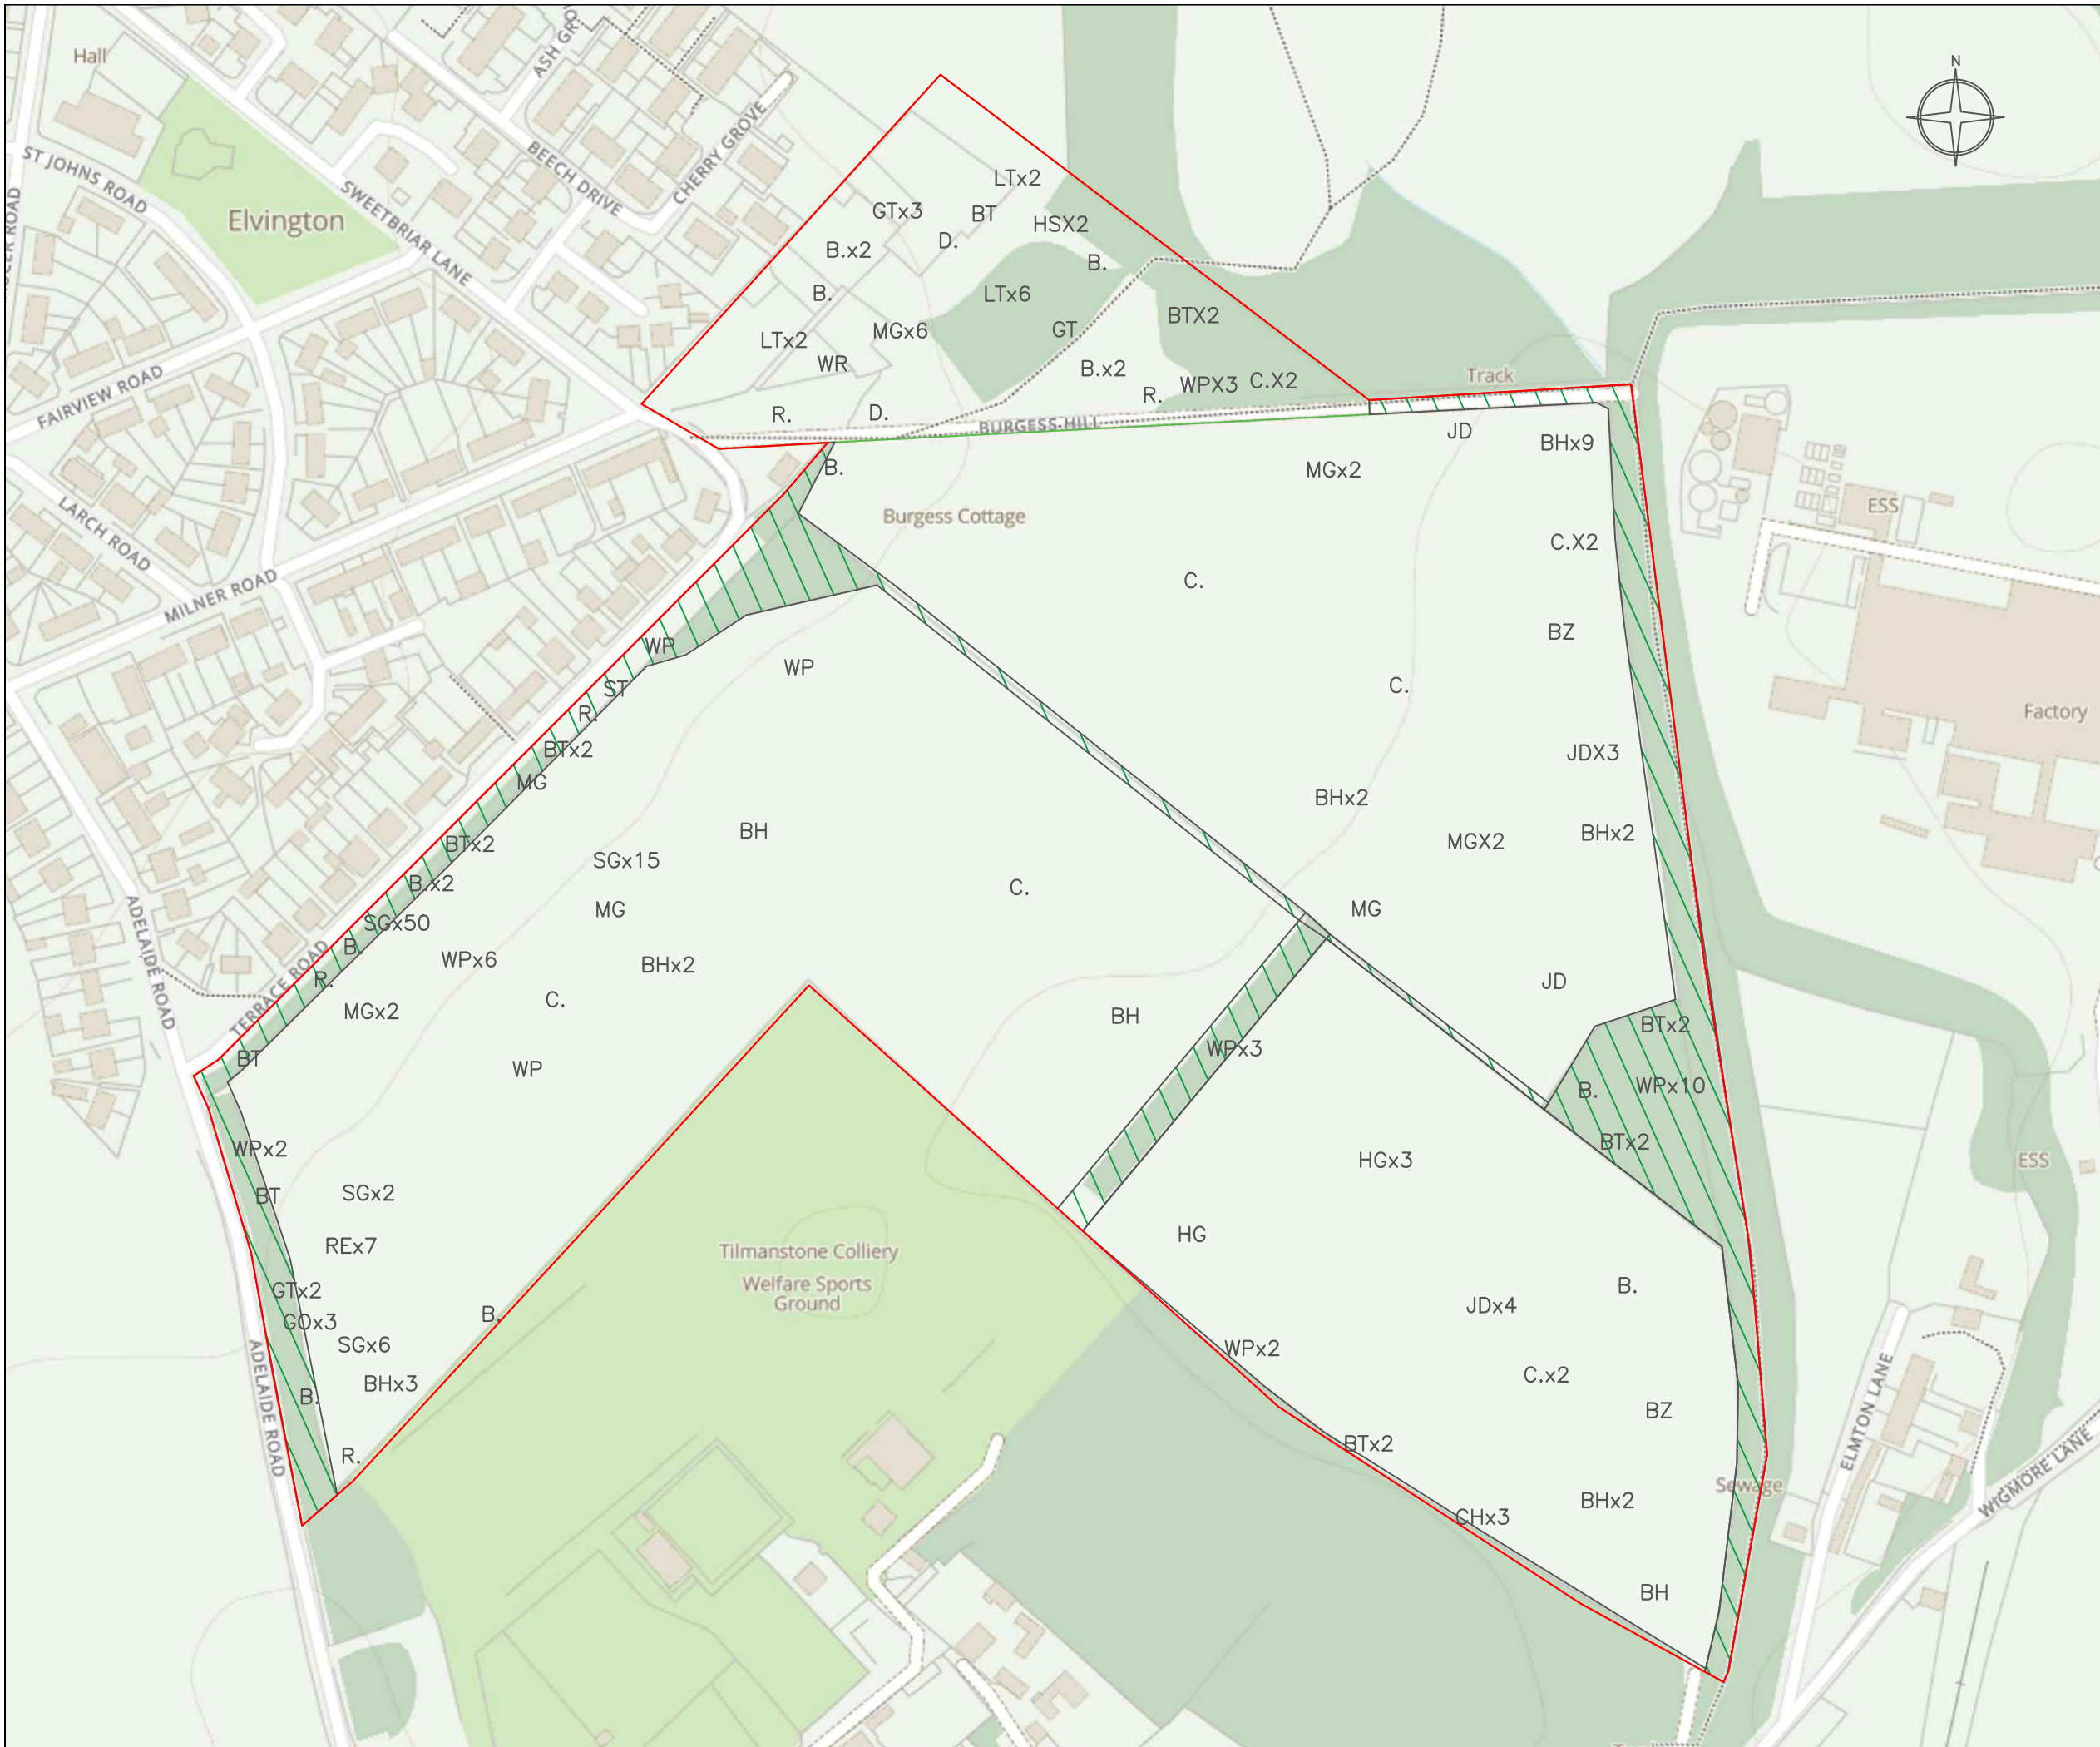 N
Hall
ASH GRO
CHERRY GROVE
BEECH DRIVE
ST JOHNS ROAD
SWEETBRIAR LANE
Elvington
LTx2
GTx3
BT
HSX2
D.
B.x2
B.
B.
LTx6
BTX2
MGx6
GT
LTx2
WR
B.x2
WPX3
C.X2
R.
Track
FAIRVIEW ROAD
R.
D.
BURGESS HILL
JD
BHx9
B.
MGx2
LARCH ROAD
Burgess Cottage
ESS
C.X2
MILNER ROAD
C.
BZ
WP
WP
ST
C.
R.
Factory
BTx2
JDX3
MG
BHx2
BH
BHx2
BTx2
MGX2
SGx15
B.x2
C.
MG
MG
SGx50
ADELAIDE ROAD
B.
WPx6
BHx2
R.
JD
TERRACE ROAD
C.
MGx2
BH
BTx2
WPx3
BT
WP
WPx10
B.
BTx2
WPx2
HGx3
ESS
BT
SGx2
HG
REx7
Tilmanstone Colliery
Welfare Sports
Ground
GTx2
B.
JDx4
B.
GOx3
SGx6
WPx2
C.x2
BHx3
B.
BZ
ADELAIDE ROAD
ELMTON LANE
BTx2
R.
Sewage
WIGMORE LANE
BHx2
CHx3
BH